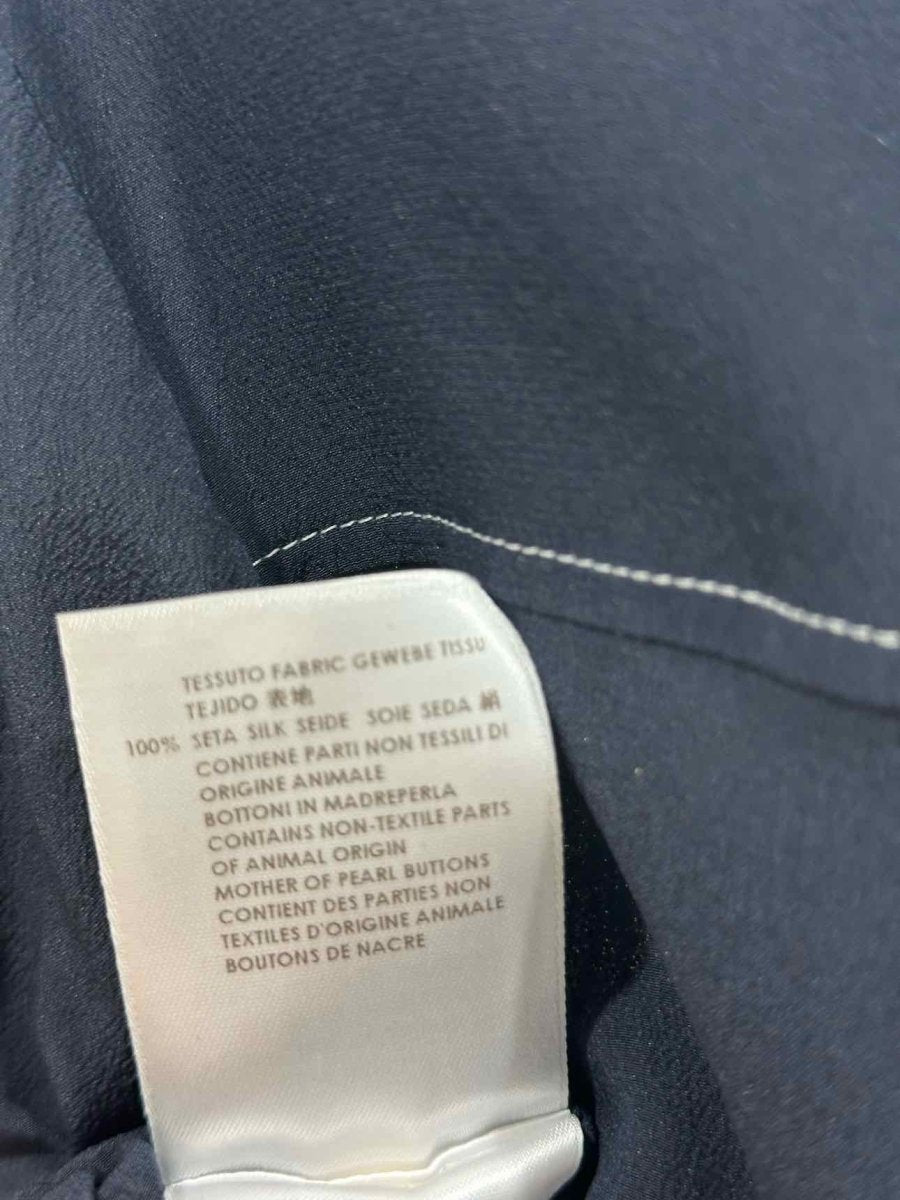 TESSUTO FABRIC GEWEBE TISSU
TEJIDO 表地
100% SETA SILK SEIDE SOIE SEDA 絹
CONTIENE PARTI NON TESSILI DI
ORIGINE ANIMALE
BOTTONI IN MADREPERLA
CONTAINS NON-TEXTILE PARTS
OF ANIMAL ORIGIN
MOTHER OF PEARL BUTTONS
CONTIENT DES PARTIES NON
TEXTILES D'ORIGINE ANIMALE
BOUTONS DE NACRE